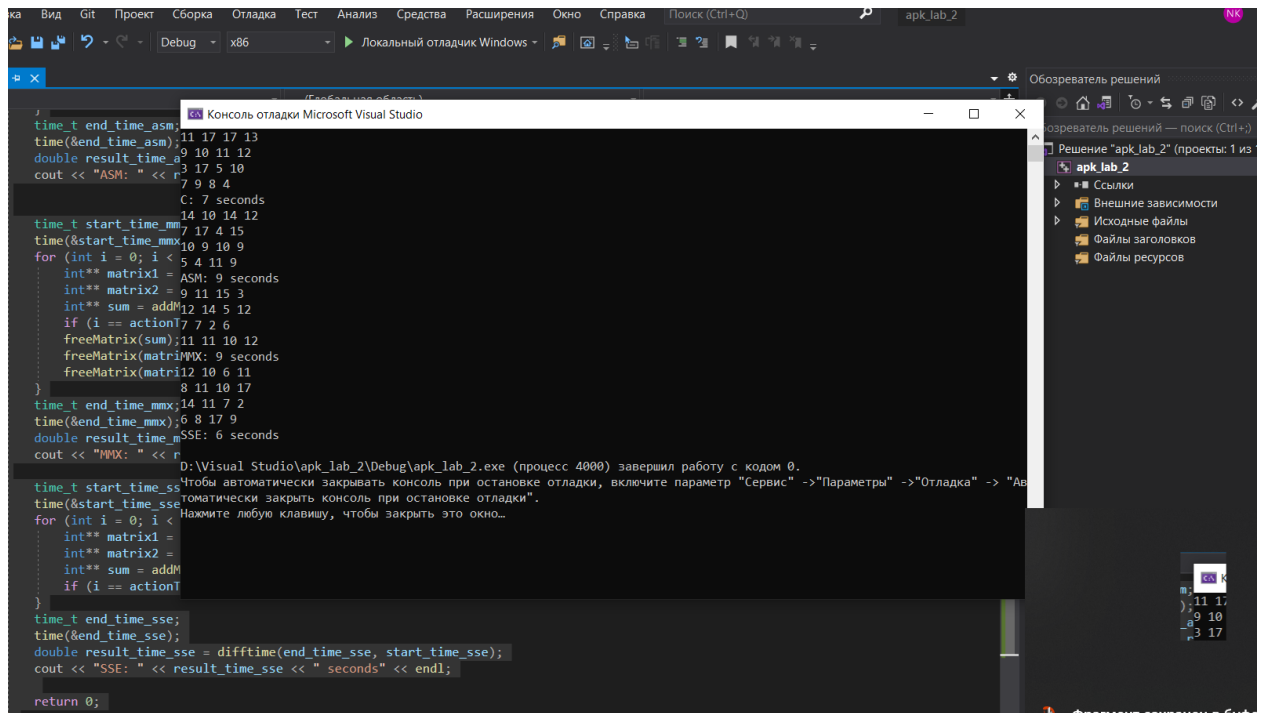 Вид Git Проект Сборка Отладка Тест Анализ Средства Расширения Окно Справка Поиск (Ctrl+Q) apk_lab_2 NK
Debug x86 Локальный отладчик Windows
Обозреватель решений
Консоль отладки Microsoft Visual Studio
обозреватель решений — поиск (Ctrl+;)
Решение "apk_lab_2" (проекты: 1 из
apk_lab_2
Ссылки
Внешние зависимости
Исходные файлы
Файлы заголовков
Файлы ресурсов
}
time_t end_time_asm;
time(&end_time_asm);
double result_time_a
cout << "ASM: " << r
time_t start_time_mm
time(&start_time_mmx
for (int i = 0; i <
int** matrix1 =
int** matrix2 =
int** sum = addM
if (i == actionT
freeMatrix(sum);
freeMatrix(matri
freeMatrix(matri
}
time_t end_time_mmx;
time(&end_time_mmx);
double result_time_m
cout << "MMX: " << r
time_t start_time_ss
time(&start_time_sse
for (int i = 0; i <
int** matrix1 =
int** matrix2 =
int** sum = addM
if (i == actionT
}
time_t end_time_sse;
time(&end_time_sse);
double result_time_sse = difftime(end_time_sse, start_time_sse);
cout << "SSE: " << result_time_sse << " seconds" << endl;
return 0;
11 17 17 13
9 10 11 12
3 17 5 10
7 9 8 4
C: 7 seconds
14 10 14 12
7 17 4 15
10 9 10 9
5 4 11 9
ASM: 9 seconds
9 11 15 3
12 14 5 12
7 7 2 6
11 11 10 12
MMX: 9 seconds
12 10 6 11
8 11 10 17
14 11 7 2
6 8 17 9
SSE: 6 seconds
D:\Visual Studio\apk_lab_2\Debug\apk_lab_2.exe (процесс 4000) завершил работу с кодом 0.
Чтобы автоматически закрывать консоль при остановке отладки, включите параметр "Сервис" ->"Параметры" ->"Отладка" -> "Ав
томатически закрыть консоль при остановке отладки".
Нажмите любую клавишу, чтобы закрыть это окно…
m;
);
11 17
9 10
3 17